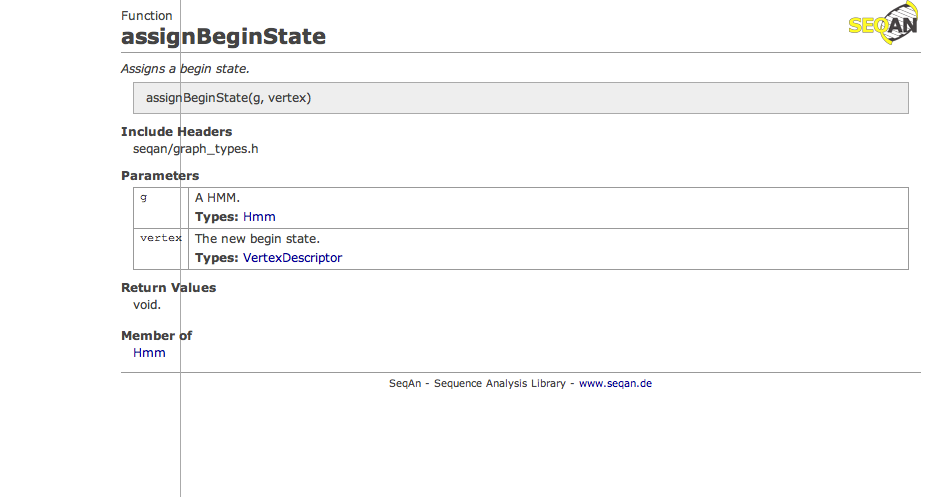 Function
assignBeginState
SEQAN
Assigns a begin state.
assignBeginState(g, vertex)
Include Headers
seqan/graph_types.h
Parameters
g A HMM.
Types: Hmm
vertex The new begin state.
Types: VertexDescriptor
Return Values
void.
Member of
Hmm
SeqAn - Sequence Analysis Library - www.seqan.de